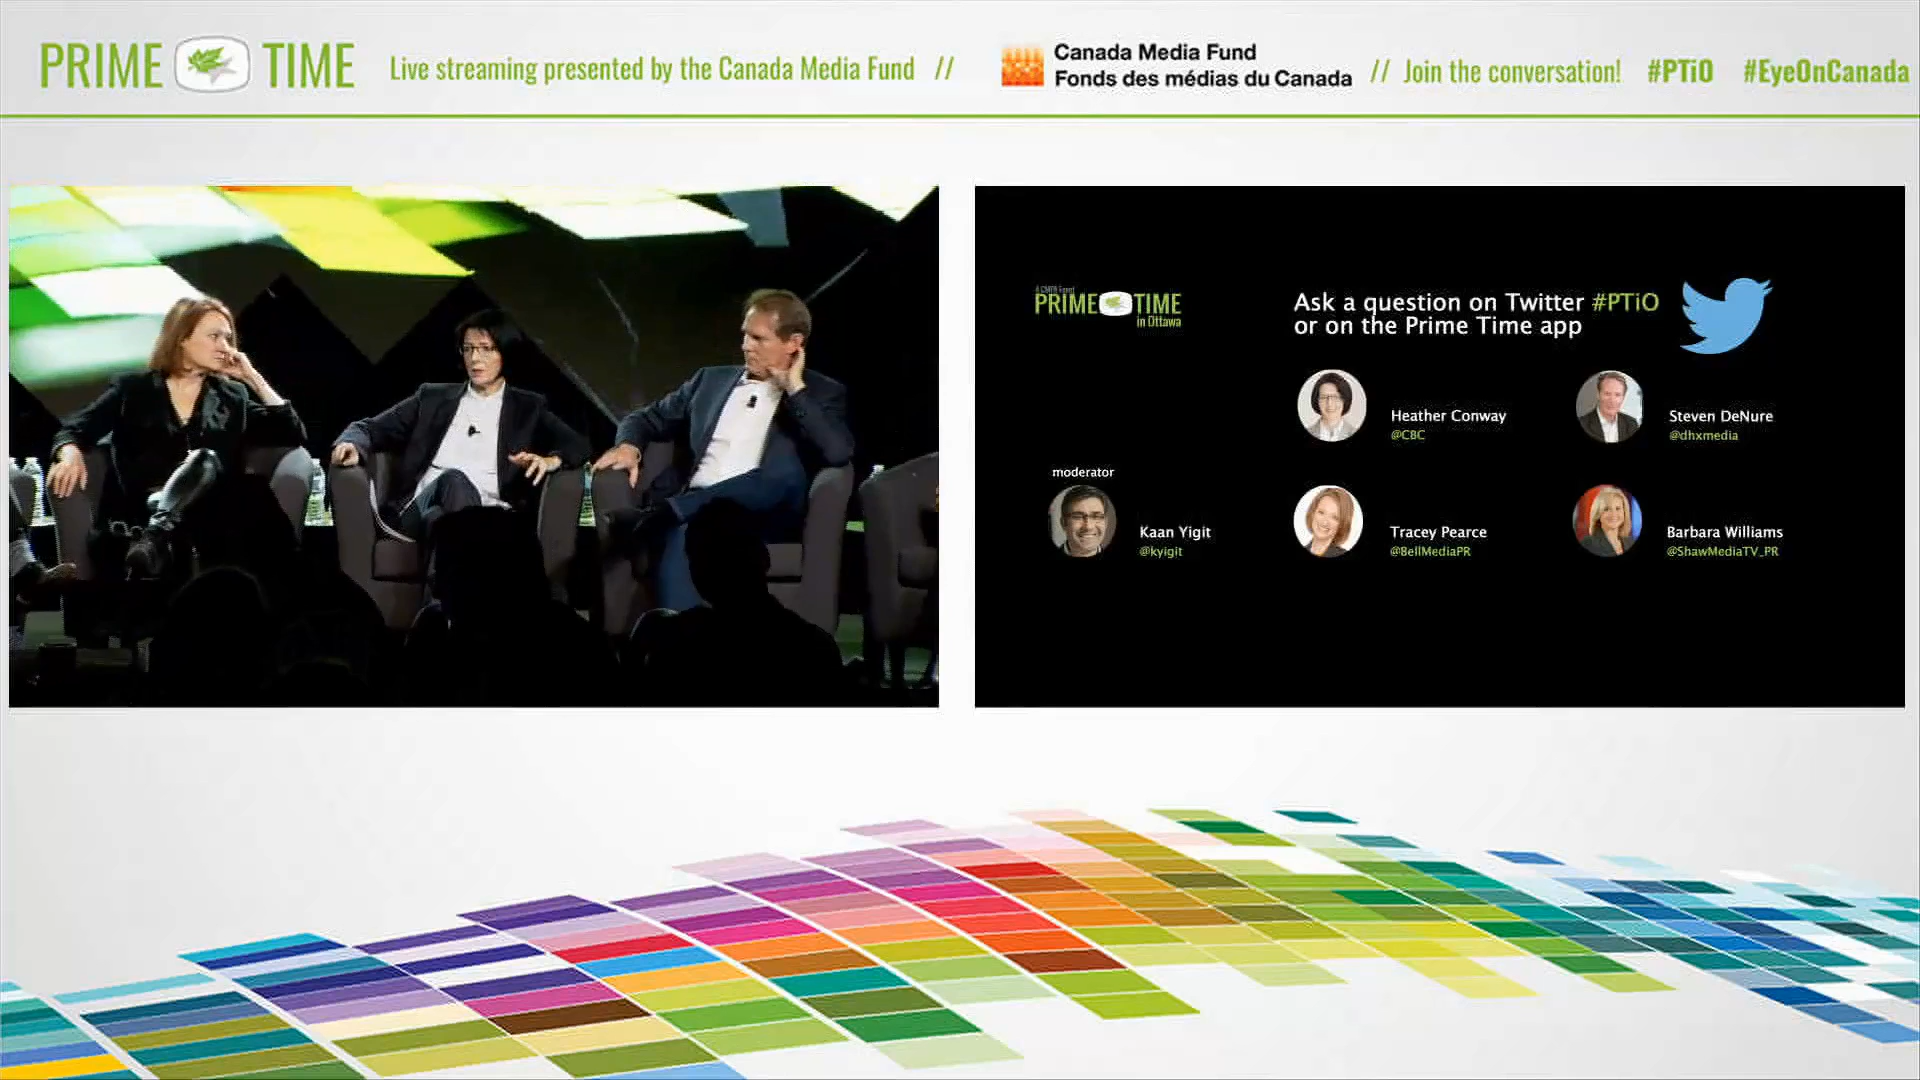 PRIME TIME
Live streaming presented by the Canada Media Fund //
Canada Media Fund
Fonds des médias du Canada
// Join the conversation! #PTiO #EyeOnCanada
PRIME TIME
in Ottawa
Ask a question on Twitter #PTiO
or on the Prime Time app
Heather Conway
@CBC
Steven DeNure
@dhxmedia
moderator
Kaan Yigit
@kyigit
Tracey Pearce
@BellMediaPR
Barbara Williams
@ShawMediaTV_PR